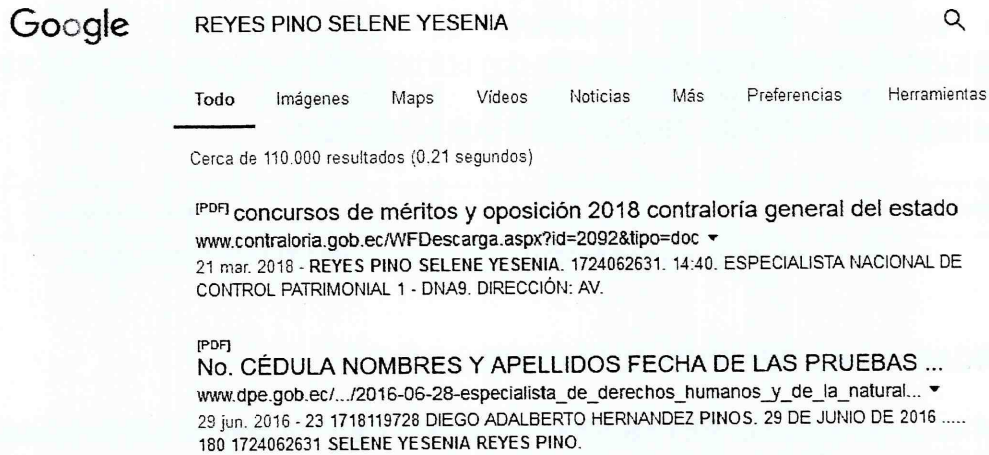 Google REYES PINO SELENE YESENIA
Todo Imágenes Maps Vídeos Noticias Más Preferencias Herramientas
Cerca de 110.000 resultados (0.21 segundos)
[PDF] concursos de méritos y oposición 2018 contraloría general del estado
www.contraloria.gob.ec/WFDescarga.aspx?id=2092&tipo=doc
21 mar. 2018 - REYES PINO SELENE YESENIA. 1724062631. 14:40. ESPECIALISTA NACIONAL DE
CONTROL PATRIMONIAL 1 - DNA9. DIRECCIÓN: AV.
[PDF]
No. CÉDULA NOMBRES Y APELLIDOS FECHA DE LAS PRUEBAS ...
www.dpe.gob.ec/.../2016-06-28-especialista_de_derechos_humanos_y_de_la_natural...
29 jun. 2016 - 23 1718119728 DIEGO ADALBERTO HERNANDEZ PINOS. 29 DE JUNIO DE 2016 .....
180 1724062631 SELENE YESENIA REYES PINO.